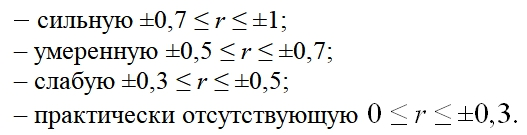 – сильную ±0,7 ≤ r ≤ ±1;
– умеренную ±0,5 ≤ r ≤ ±0,7;
– слабую ±0,3 ≤ r ≤ ±0,5;
– практически отсутствующую 0 ≤ r ≤ ±0,3.